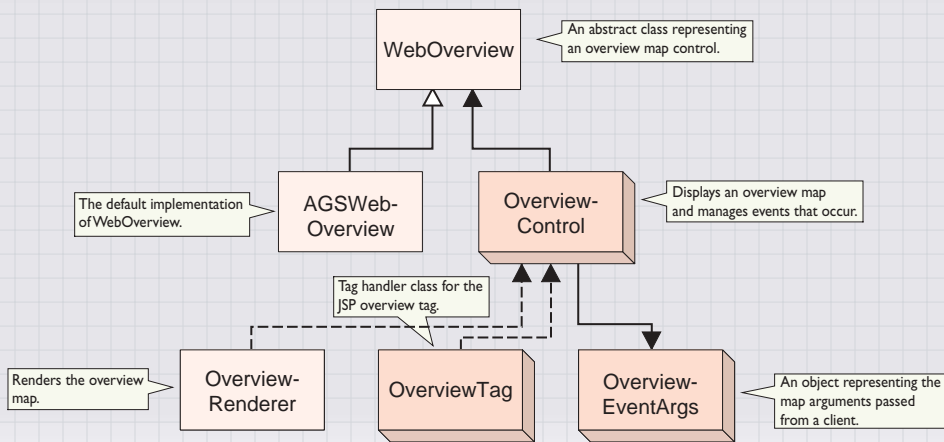 WebOverview
An abstract class representing
an overview map control.
The default implementation
of WebOverview.
AGSWeb-
Overview
Overview-
Control
Displays an overview map
and manages events that occur.
Tag handler class for the
JSP overview tag.
Renders the overview
map.
Overview-
Renderer
OverviewTag
Overview-
EventArgs
An object representing the
map arguments passed
from a client.